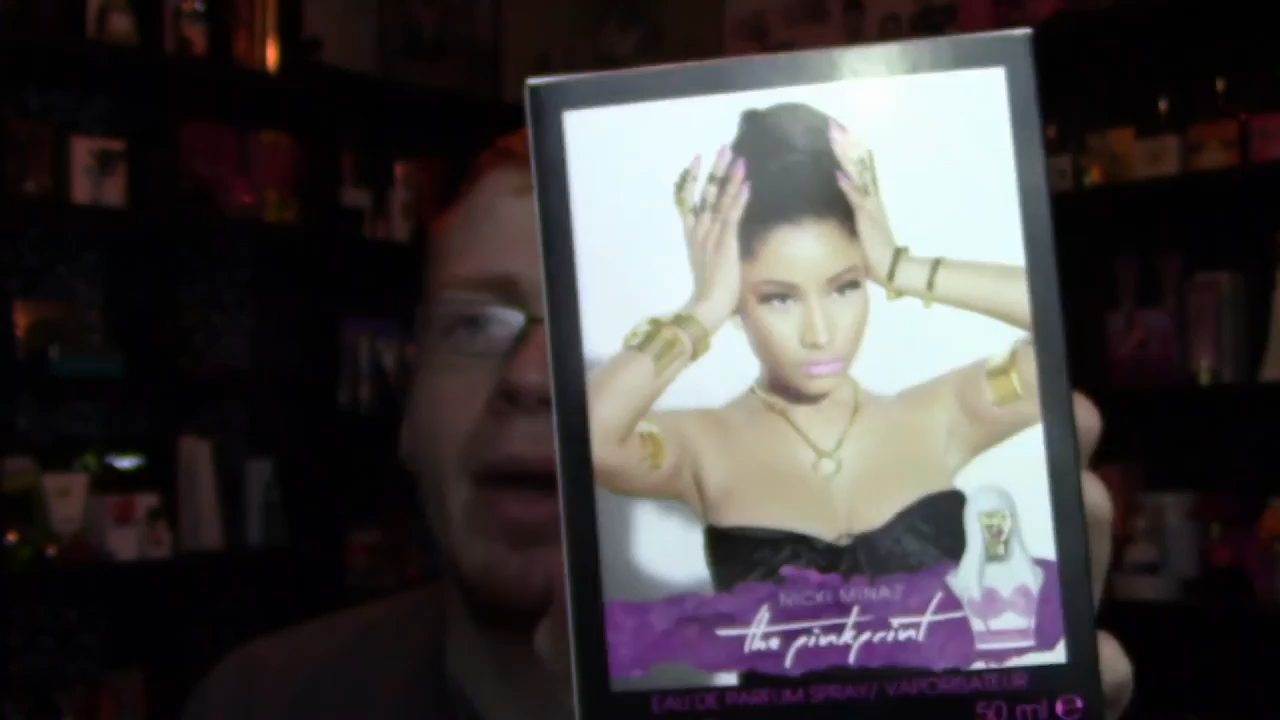 NICKI MINAJ
the pinkprint
EAU DE PARFUM SPRAY/ VAPORISATEUR
50 ml e